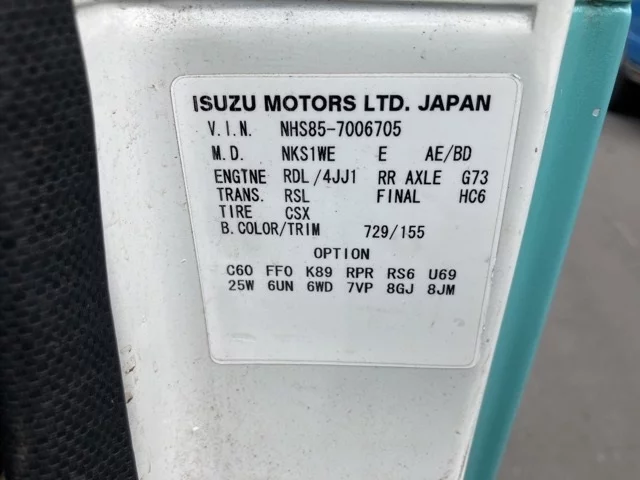 ISUZU MOTORS LTD. JAPAN
V.I.N. NHS85-7006705
M.D. NKS1WE E AE/BD
ENGTNE RDL/4JJ1 RR AXLE G73
TRANS. RSL FINAL HC6
TIRE CSX
B.COLOR/TRIM 729/155
OPTION
C60 FF0 K89 RPR RS6 U69
25W 6UN 6WD 7VP 8GJ 8JM